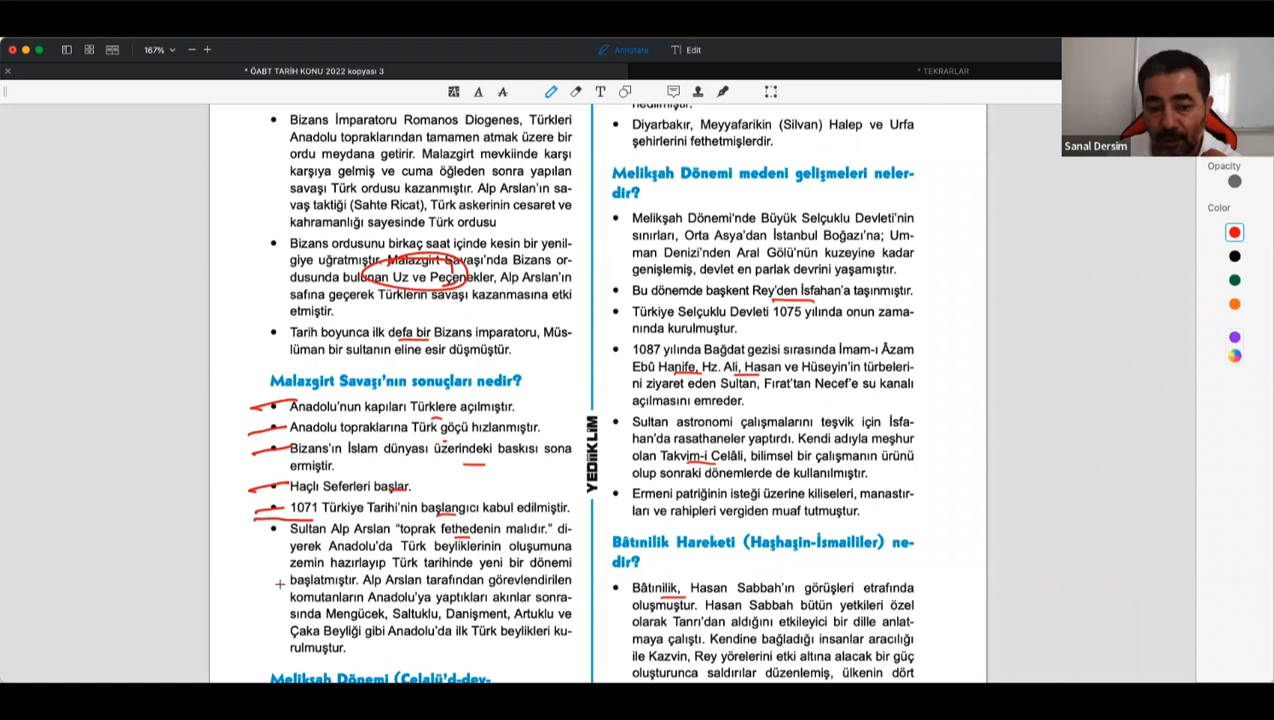 167%
Annotate
Edit
* ÖABT TARİH KONU 2022 kopyası 3
* TEKRARLAR
Sanal Dersim
Opacity
Color
Bizans İmparatoru Romanos Diogenes, Türkleri
Anadolu topraklarından tamamen atmak üzere bir
ordu meydana getirir. Malazgirt mevkiinde karşı
karşıya gelmiş ve cuma öğleden sonra yapılan
savaşı Türk ordusu kazanmıştır. Alp Arslan'ın sa-
vaş taktiği (Sahte Ricat), Türk askerinin cesaret ve
kahramanlığı sayesinde Türk ordusu
Bizans ordusunu birkaç saat içinde kesin bir yenil-
giye uğratmıştır. Malazgirt Savaşı'nda Bizans or-
dusunda bulunan Uz ve Peçenekler, Alp Arslan'ın
safına geçerek Türklerin savaşı kazanmasına etki
etmiştir.
Tarih boyunca ilk defa bir Bizans imparatoru, Müs-
lüman bir sultanın eline esir düşmüştür.
Malazgirt Savaşı'nın sonuçları nedir?
Anadolu'nun kapıları Türklere açılmıştır.
Anadolu topraklarına Türk göçü hızlanmıştır.
Bizans'ın İslam dünyası üzerindeki baskısı sona
ermiştir.
Haçlı Seferleri başlar.
1071 Türkiye Tarihi'nin başlangıcı kabul edilmiştir.
Sultan Alp Arslan "toprak fethedenin malıdır." di-
yerek Anadolu'da Türk beyliklerinin oluşumuna
zemin hazırlayıp Türk tarihinde yeni bir dönemi
başlatmıştır. Alp Arslan tarafından görevlendirilen
komutanların Anadolu'ya yaptıkları akınlar sonra-
sında Mengücek, Saltuklu, Danişment, Artuklu ve
Çaka Beyliği gibi Anadolu'da ilk Türk beylikleri ku-
rulmuştur.
Melikşah Dönemi (Celalü'd-dev-
YEDİİKLİM
Diyarbakır, Meyyafarikin (Silvan) Halep ve Urfa
şehirlerini fethetmişlerdir.
Melikşah Dönemi medeni gelişmeleri neler-
dir?
Melikşah Dönemi'nde Büyük Selçuklu Devleti'nin
sınırları, Orta Asya'dan İstanbul Boğazı'na; Um-
man Denizi'nden Aral Gölü'nün kuzeyine kadar
genişlemiş, devlet en parlak devrini yaşamıştır.
Bu dönemde başkent Rey'den İsfahan'a taşınmıştır.
Türkiye Selçuklu Devleti 1075 yılında onun zama-
nında kurulmuştur.
1087 yılında Bağdat gezisi sırasında İmam-ı Âzam
Ebû Hanife, Hz. Ali, Hasan ve Hüseyin'in türbeleri-
ni ziyaret eden Sultan, Fırat'tan Necef'e su kanalı
açılmasını emreder.
Sultan astronomi çalışmalarını teşvik için İsfa-
han'da rasathaneler yaptırdı. Kendi adıyla meşhur
olan Takvim-i Celâli, bilimsel bir çalışmanın ürünü
olup sonraki dönemlerde de kullanılmıştır.
Ermeni patriğinin isteği üzerine kiliseleri, manastır-
ları ve rahipleri vergiden muaf tutmuştur.
Bâtınilik Hareketi (Haşhaşin-İsmaililer) ne-
dir?
Bâtınilik, Hasan Sabbah'ın görüşleri etrafında
oluşmuştur. Hasan Sabbah bütün yetkileri özel
olarak Tanrı'dan aldığını etkileyici bir dille anlat-
maya çalıştı. Kendine bağladığı insanlar aracılığı
ile Kazvin, Rey yörelerini etki altına alacak bir güç
oluşturunca saldırılar düzenlemiş, ülkenin dört